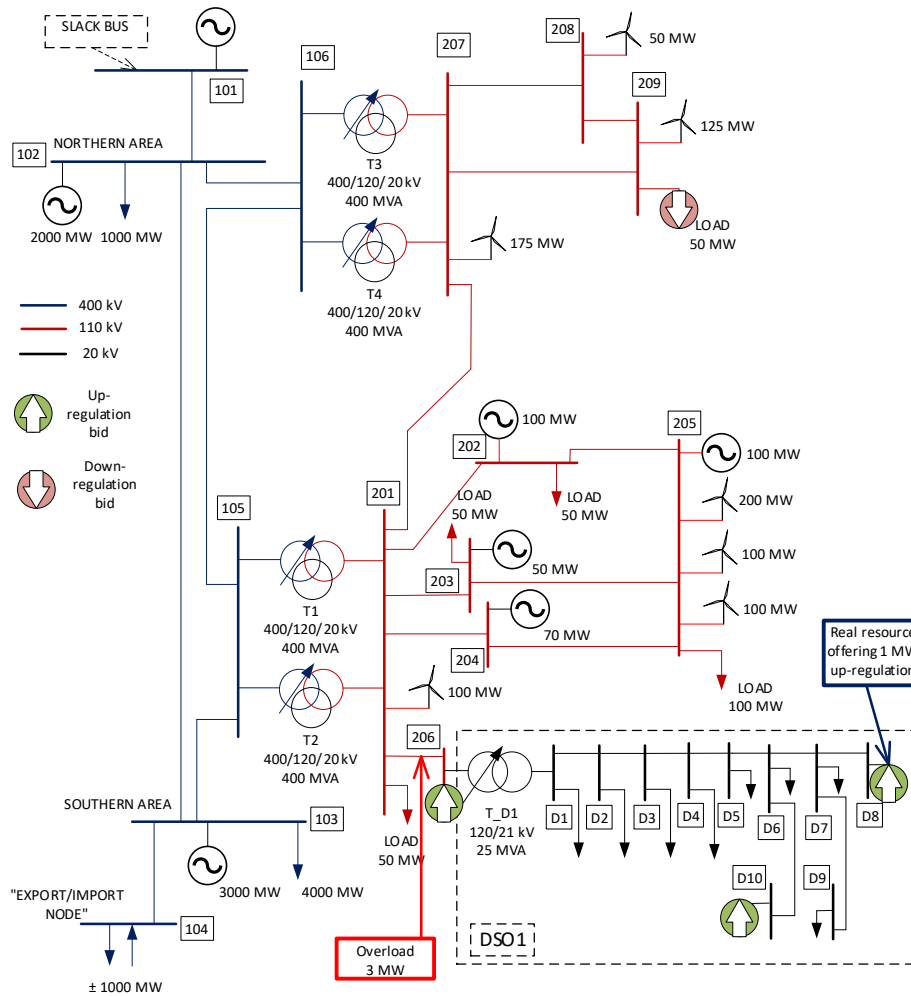 SLACK BUS
101
106
207
208
50 MW
209
125 MW
NORTHERN AREA
102
2000 MW
1000 MW
T3
400/120/20 kV
400 MVA
LOAD
50 MW
175 MW
T4
400/120/20 kV
400 MVA
400 kV
110 kV
20 kV
Up-
regulation
bid
Down-
regulation
bid
100 MW
202
205
100 MW
LOAD
50 MW
LOAD
50 MW
200 MW
201
105
50 MW
203
100 MW
100 MW
T1
400/120/20 kV
400 MVA
70 MW
204
Real resource
offering 1 MW
up-regulation
LOAD
100 MW
100 MW
T2
400/120/20 kV
400 MVA
206
T_D1
120/21 kV
25 MVA
D1
D2
D3
D4
D5
D6
D7
D8
SOUTHERN AREA
103
LOAD
50 MW
3000 MW
4000 MW
D10
D9
"EXPORT/IMPORT
NODE"
104
± 1000 MW
Overload
3 MW
DSO1